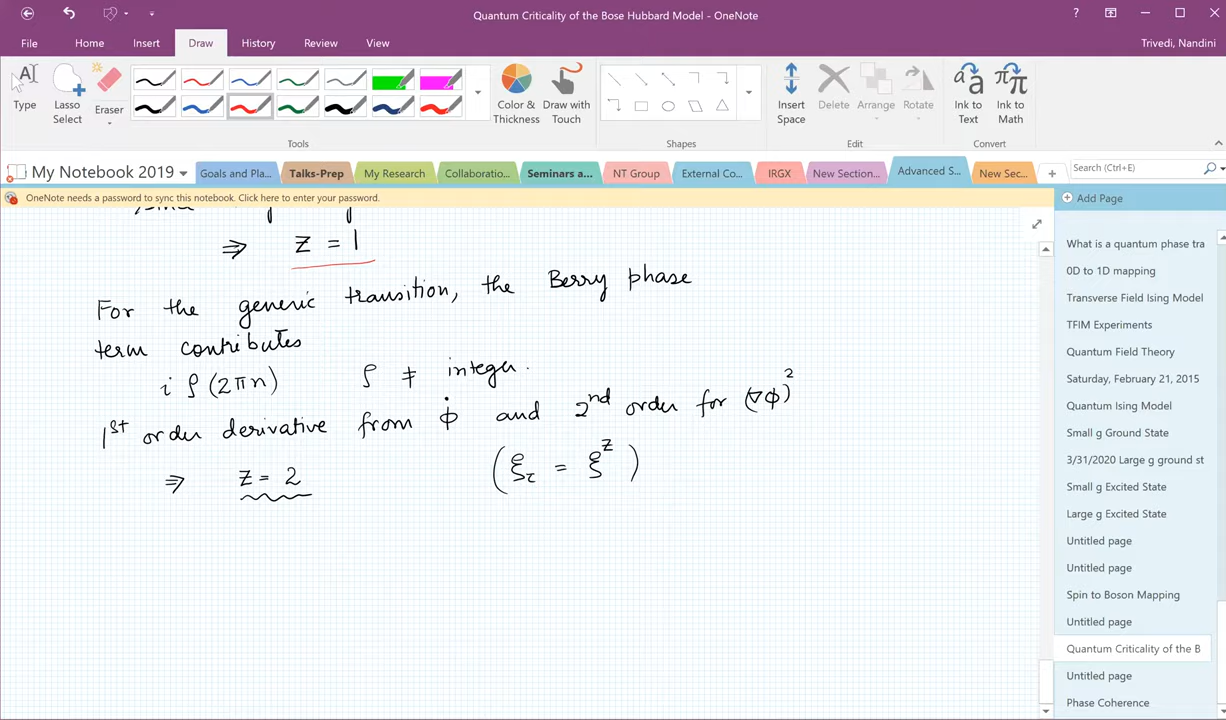 Quantum Criticality of the Bose Hubbard Model - OneNote
File Home Insert Draw History Review View Trivedi, Nandini
Type Lasso Select Eraser Color & Thickness Draw with Touch Insert Space Delete Arrange Rotate Ink to Text Ink to Math
Tools Shapes Edit Convert
My Notebook 2019 Goals and Pla... Talks-Prep My Research Collaboratio... Seminars a... NT Group External Co... IRGX New Section... Advanced S... New Sec... Search (Ctrl+E)
OneNote needs a password to sync this notebook. Click here to enter your password.
⇒ z = 1
For the generic transition, the Berry phase
term contributes
i ρ (2πn) ρ ≠ integer.
1st order derivative from φ̇ and 2nd order for (∇φ)²
⇒ z = 2 (ξ_τ = ξ^z)
Add Page
What is a quantum phase tra
0D to 1D mapping
Transverse Field Ising Model
TFIM Experiments
Quantum Field Theory
Saturday, February 21, 2015
Quantum Ising Model
Small g Ground State
3/31/2020 Large g ground st
Small g Excited State
Large g Excited State
Untitled page
Untitled page
Spin to Boson Mapping
Untitled page
Quantum Criticality of the B
Untitled page
Phase Coherence